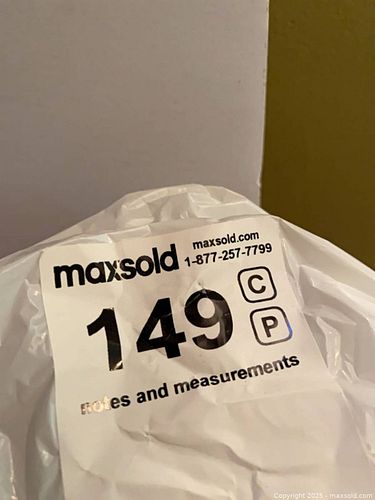 maxsold
maxsold.com
1-877-257-7799
149
C
P
notes and measurements
Copyright 2025 - maxsold.com